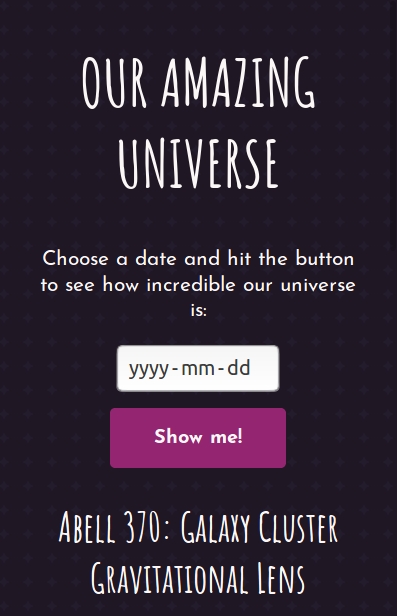 OUR AMAZING
UNIVERSE
Choose a date and hit the button
to see how incredible our universe
is:
yyyy-mm-dd
Show me!
Abell 370: Galaxy Cluster
Gravitational Lens